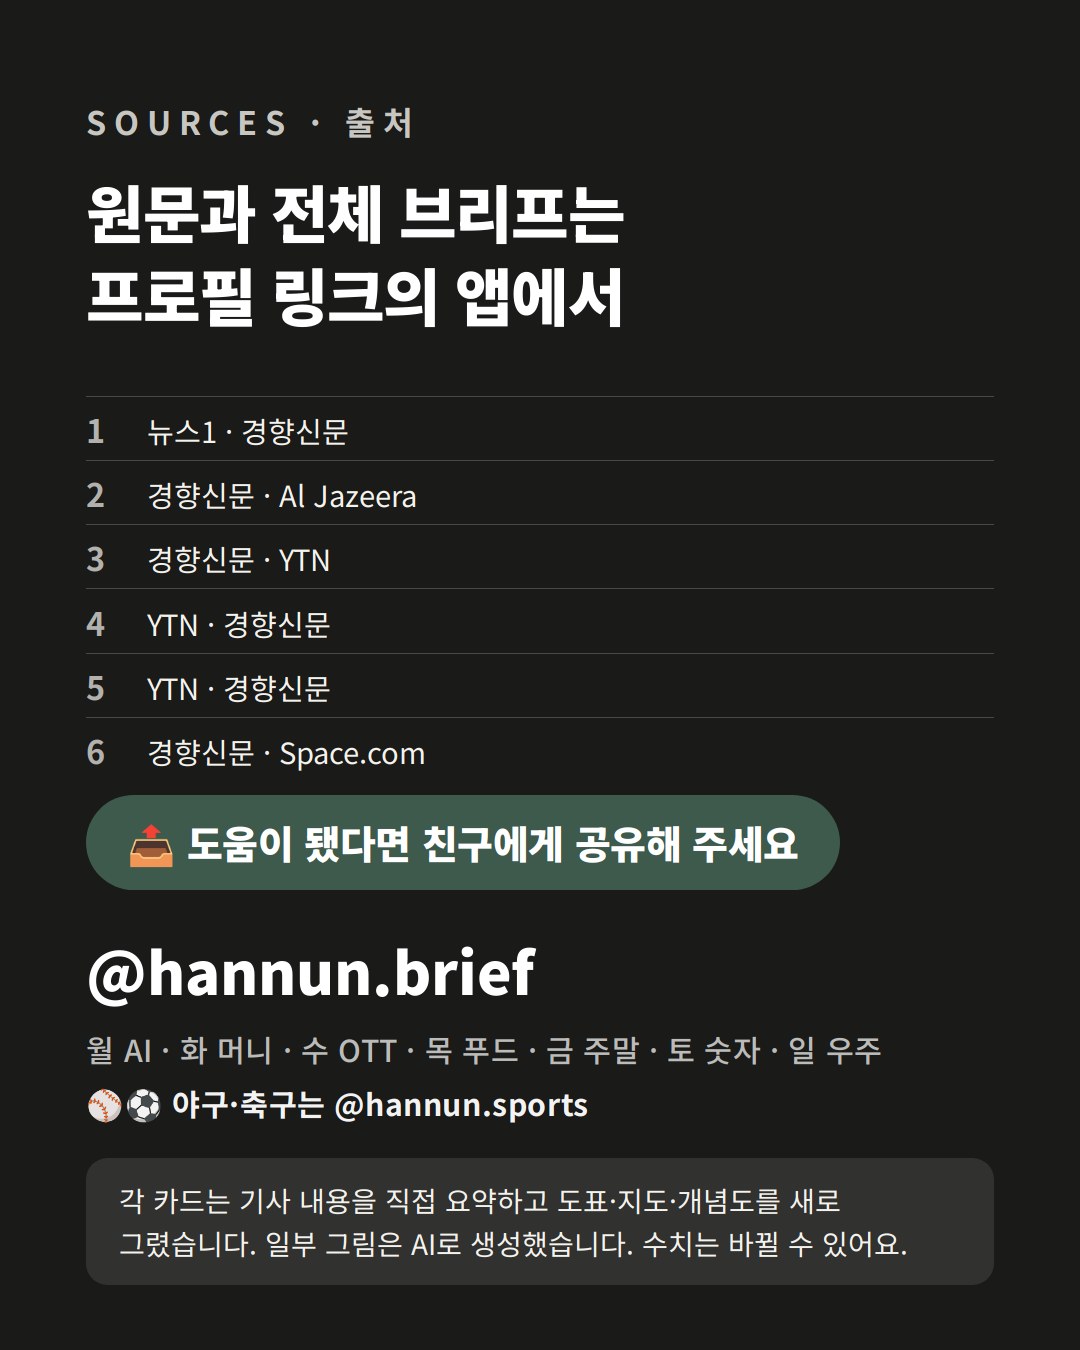 SOURCES · 출처
원문과 전체 브리프는
프로필 링크의 앱에서
1 뉴스1 · 경향신문
2 경향신문 · Al Jazeera
3 경향신문 · YTN
4 YTN · 경향신문
5 YTN · 경향신문
6 경향신문 · Space.com
📤 도움이 됐다면 친구에게 공유해 주세요
@hannun.brief
월 AI · 화 머니 · 수 OTT · 목 푸드 · 금 주말 · 토 숫자 · 일 우주
⚾⚽ 야구·축구는 @hannun.sports
각 카드는 기사 내용을 직접 요약하고 도표·지도·개념도를 새로
그렸습니다. 일부 그림은 AI로 생성했습니다. 수치는 바뀔 수 있어요.